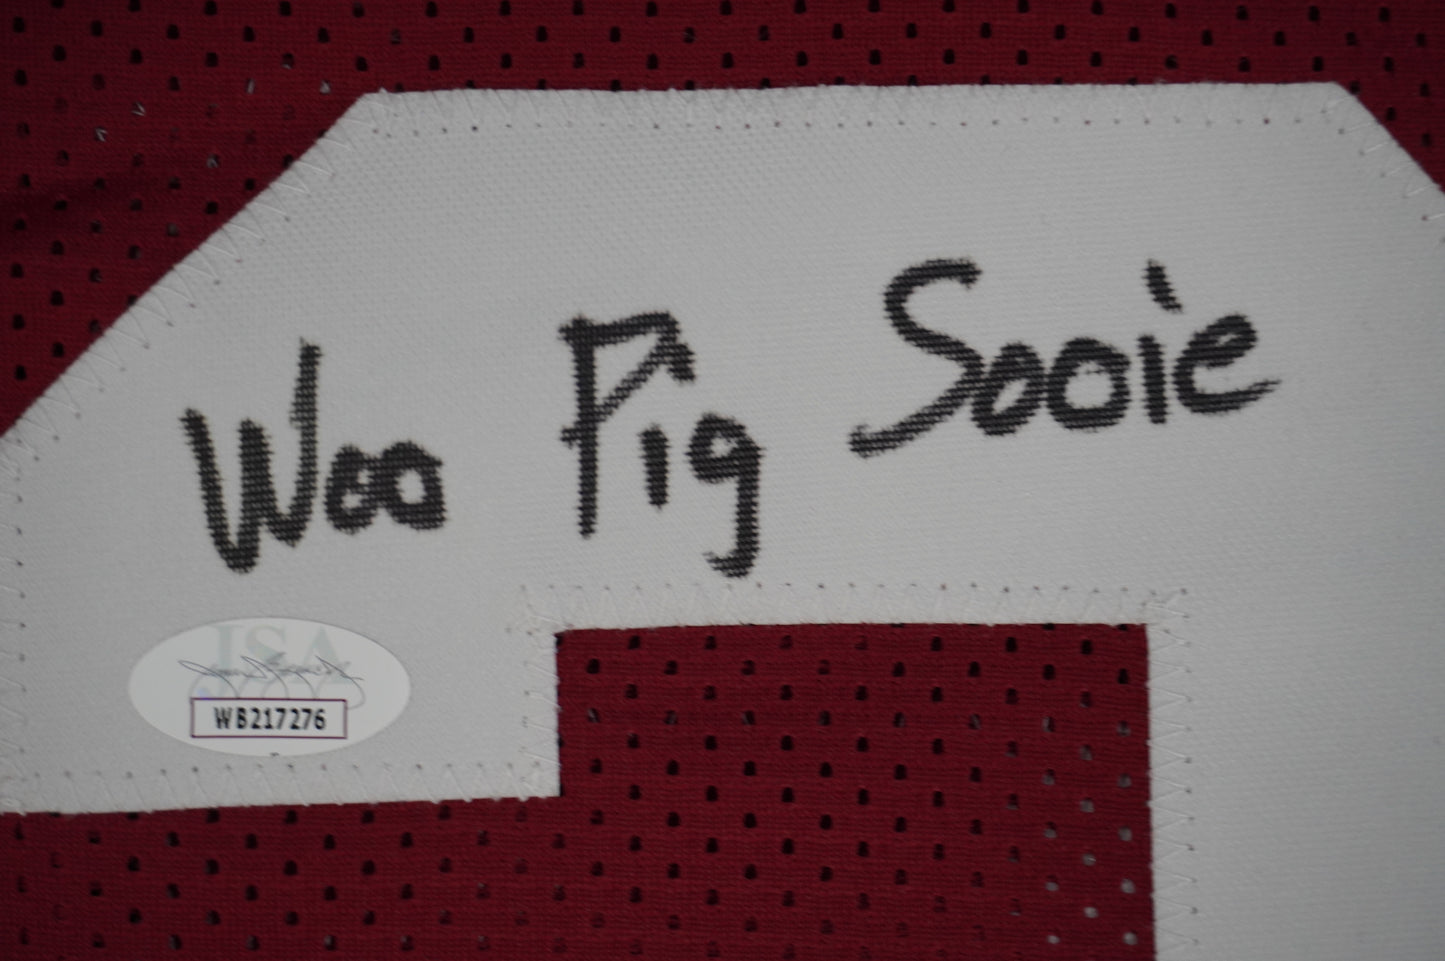 Woo Pig Sooie
JSA
WB217276